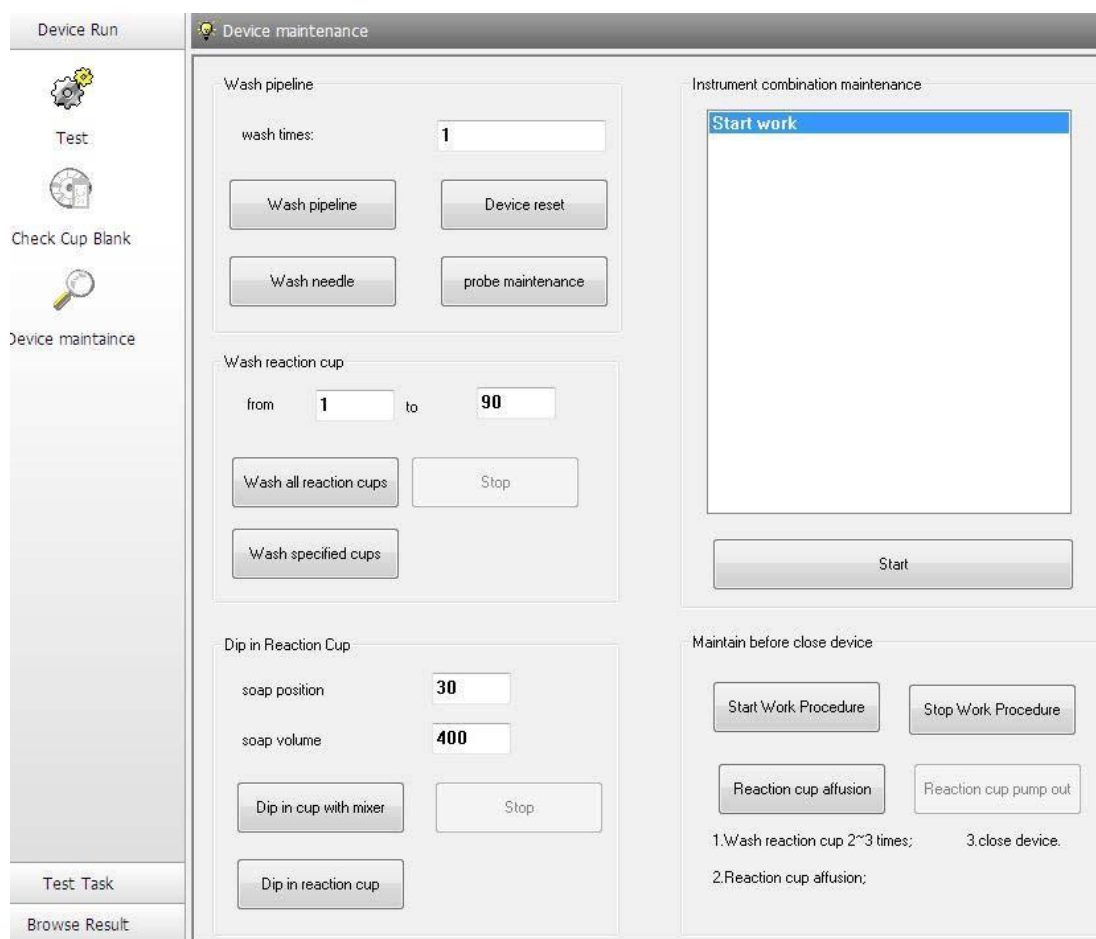 Device Run
Test
Check Cup Blank
Device maintaince
Test Task
Browse Result
Device maintenance
Wash pipeline
wash times: 1
Wash pipeline Device reset
Wash needle probe maintenance
Wash reaction cup
from 1 to 90
Wash all reaction cups Stop
Wash specified cups
Dip in Reaction Cup
soap position 30
soap volume 400
Dip in cup with mixer Stop
Dip in reaction cup
Instrument combination maintenance
Start work
Start
Maintain before close device
Start Work Procedure Stop Work Procedure
Reaction cup affusion Reaction cup pump out
1.Wash reaction cup 2~3 times; 3.close device.
2.Reaction cup affusion;